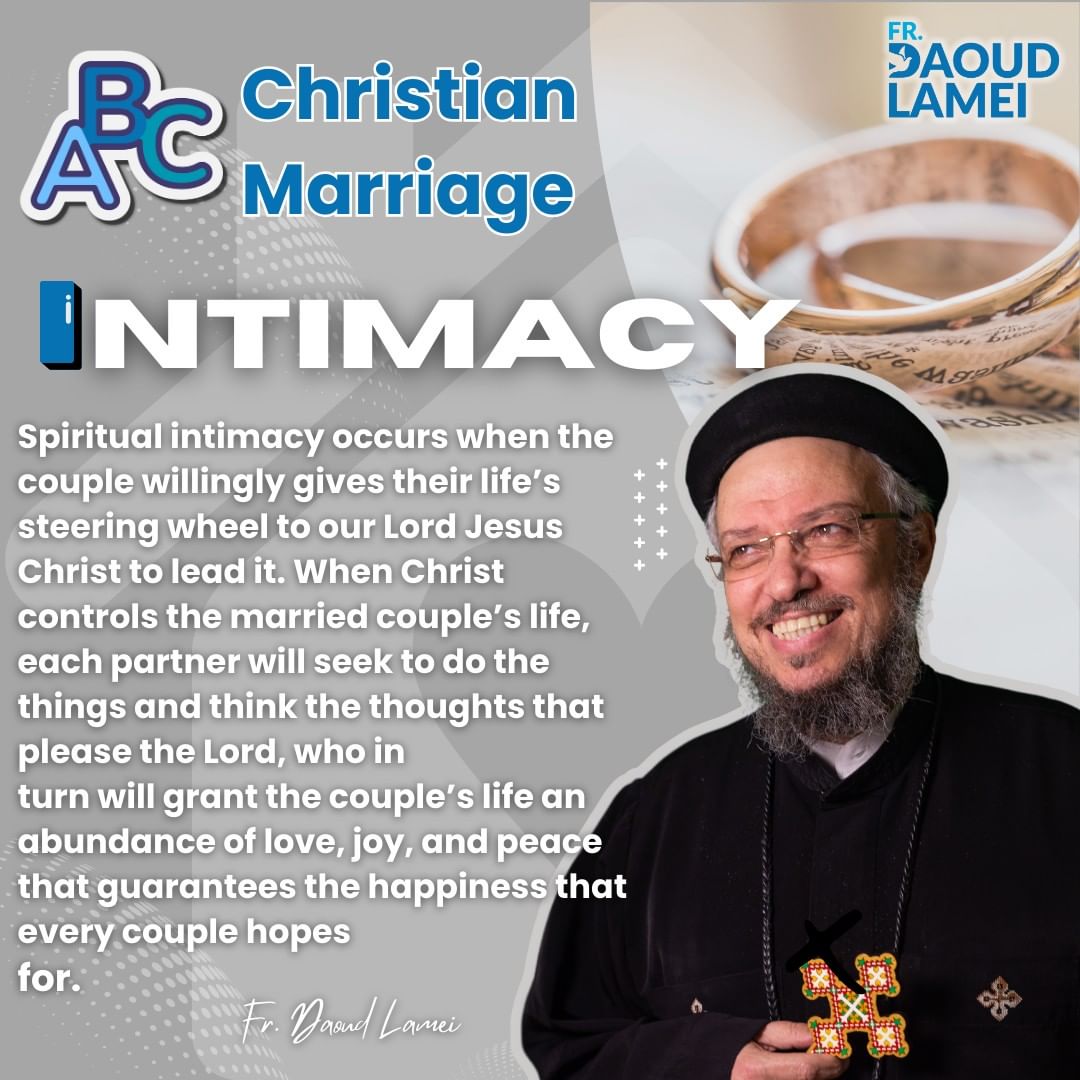 ABC
Christian
Marriage
FR.
DAOUD
LAMEI
INTIMACY
Spiritual intimacy occurs when the
couple willingly gives their life’s
steering wheel to our Lord Jesus
Christ to lead it. When Christ
controls the married couple’s life,
each partner will seek to do the
things and think the thoughts that
please the Lord, who in
turn will grant the couple’s life an
abundance of love, joy, and peace
that guarantees the happiness that
every couple hopes
for.
Fr. Daoud Lamei